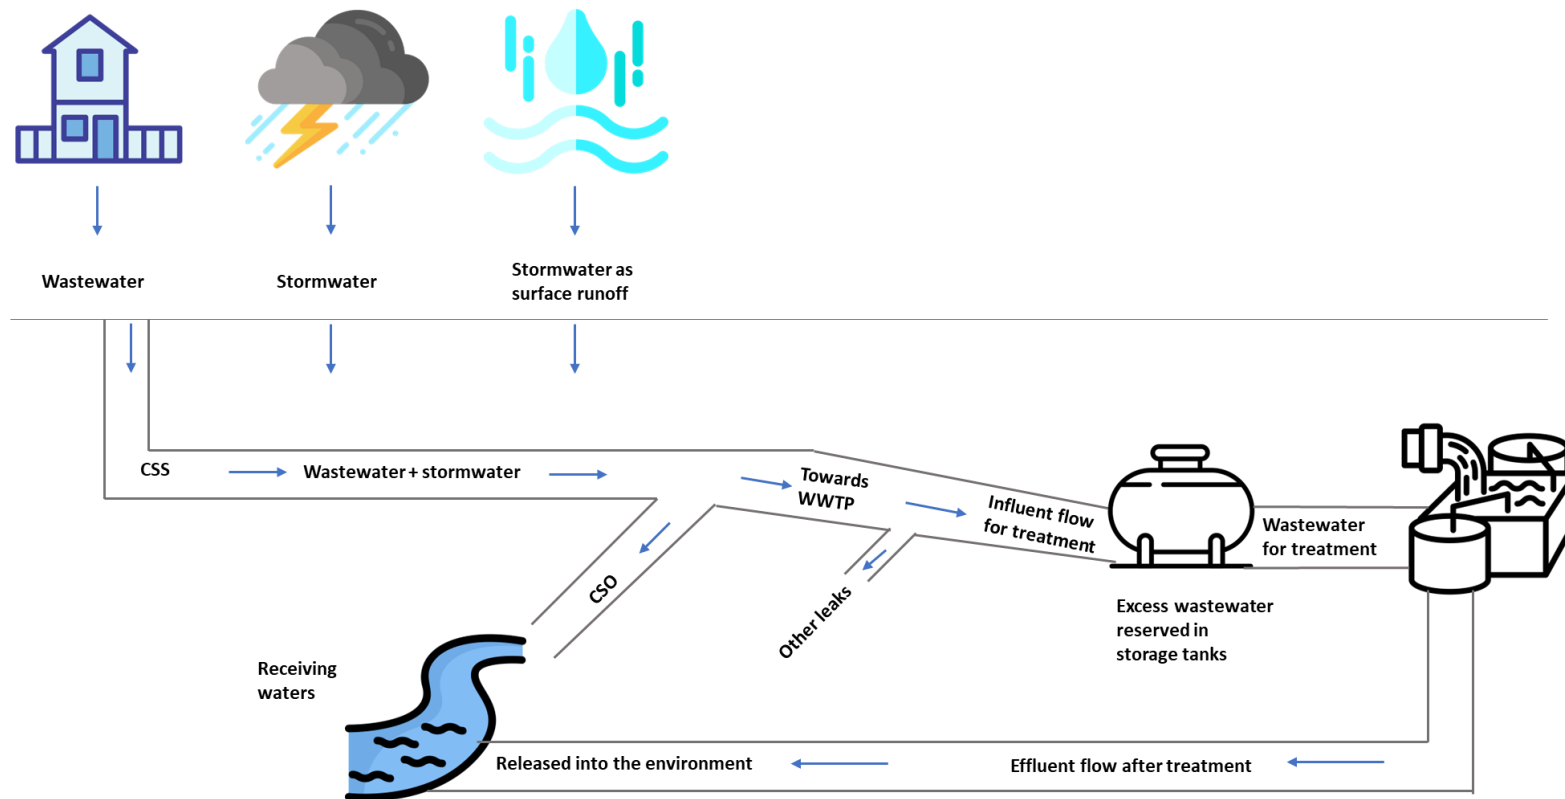 Wastewater
Stormwater
Stormwater as
surface runoff
CSS
Wastewater + stormwater
Towards
WWTP
Influent flow
for treatment
Wastewater
for treatment
CSO
Other leaks
Excess wastewater
reserved in
storage tanks
Receiving
waters
Released into the environment
Effluent flow after treatment